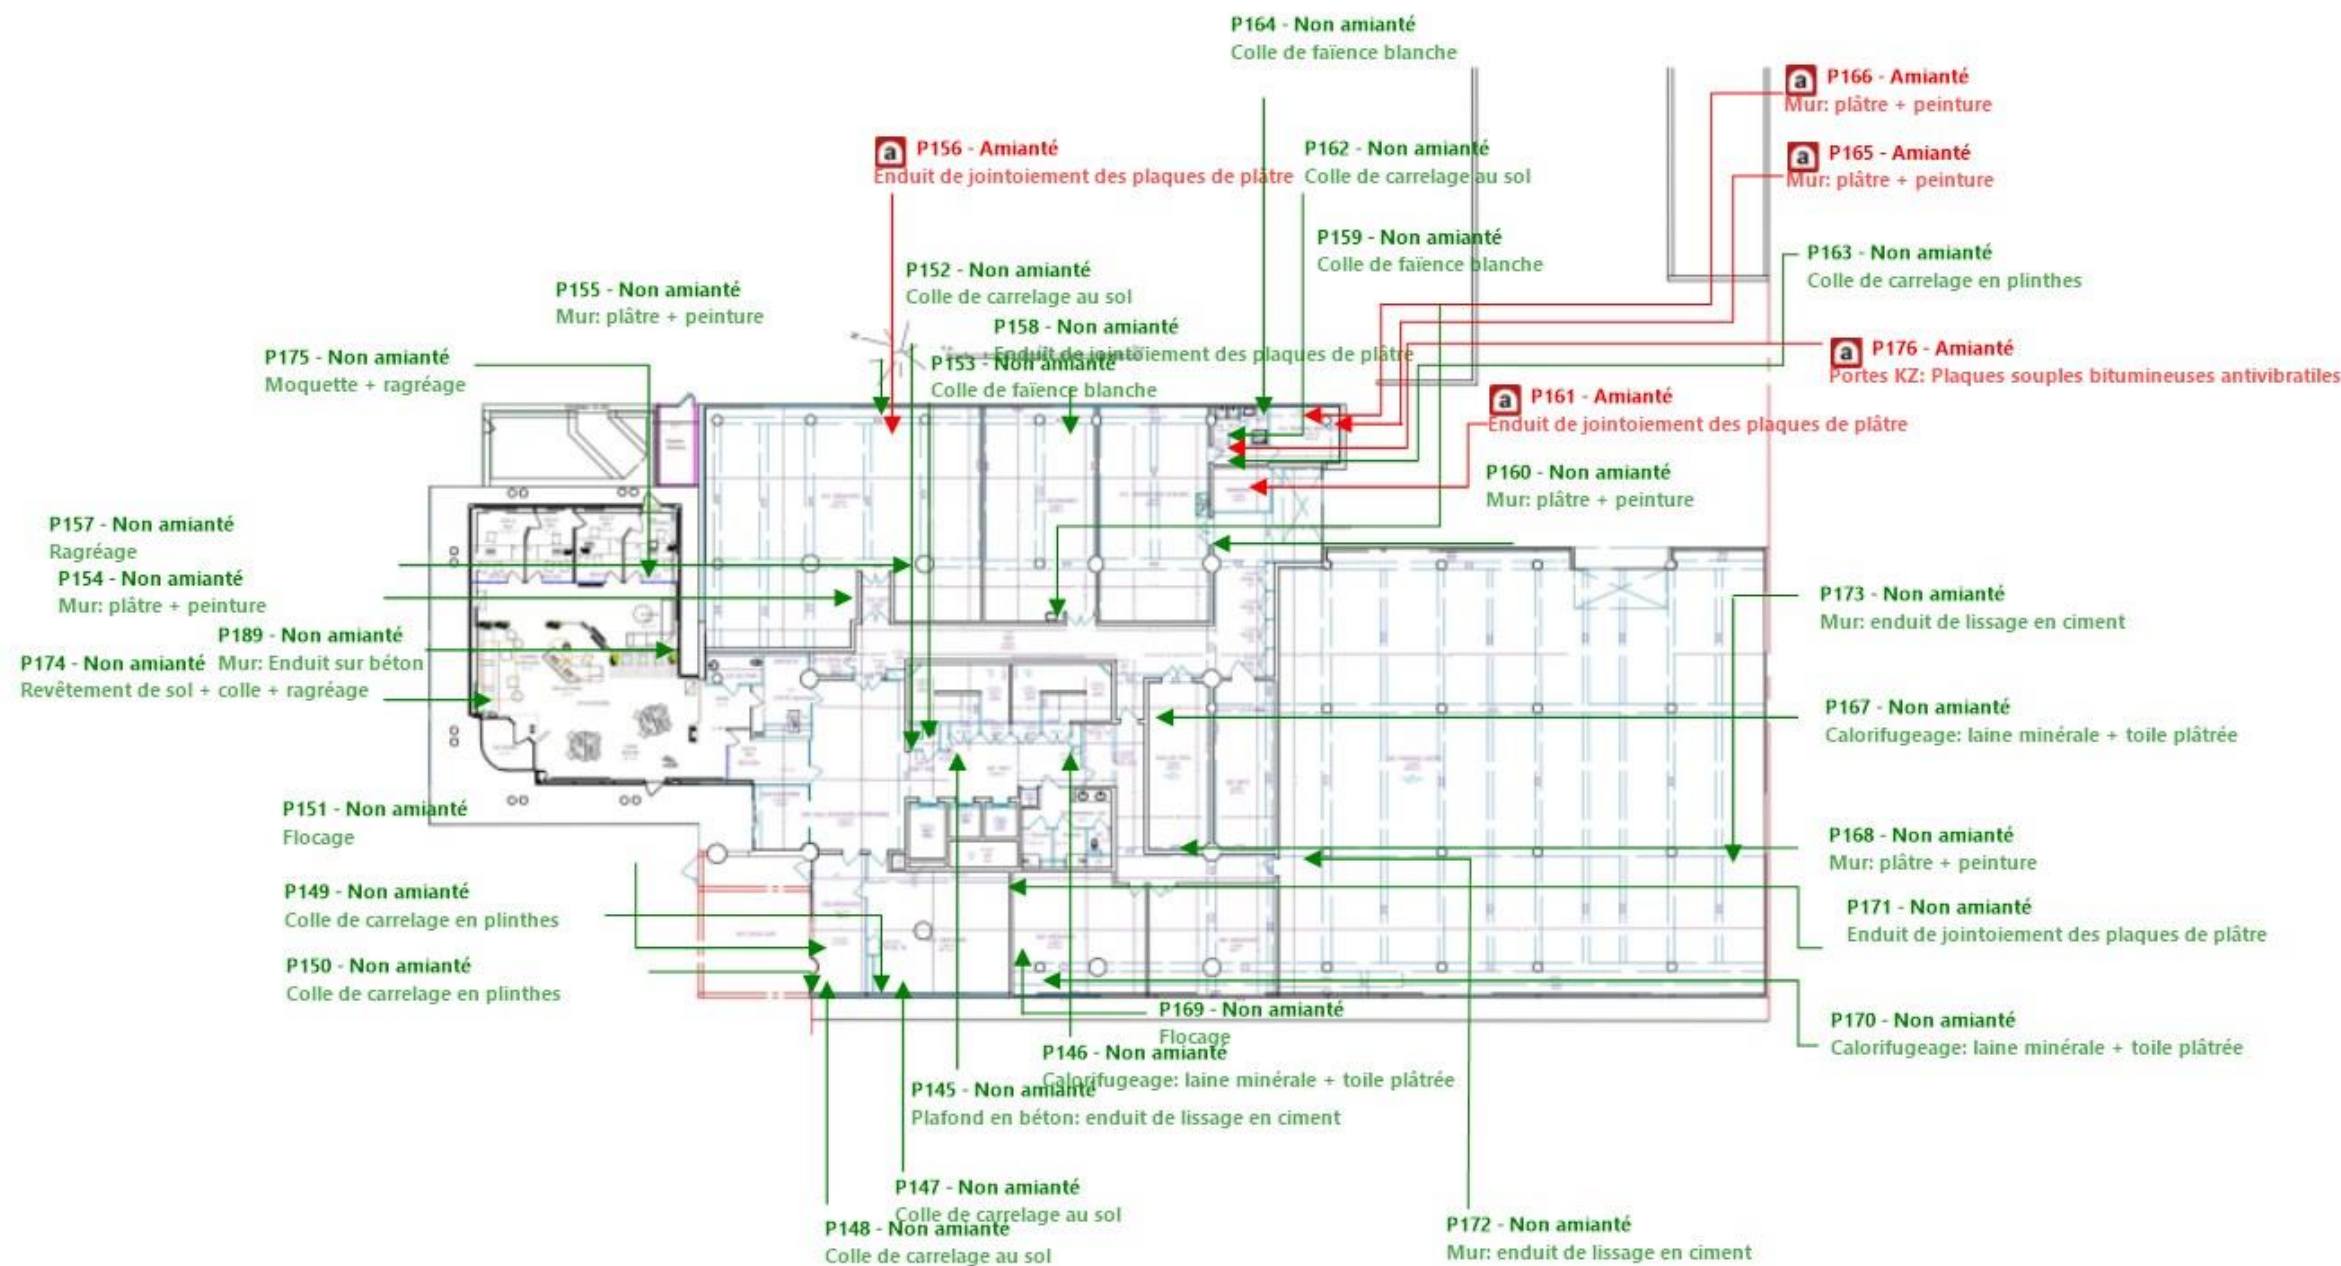 P164 - Non amianté
Colle de faïence blanche
a P166 - Amianté
Mur: plâtre + peinture
a P156 - Amianté
Enduit de jointoiement des plaques de plâtre
P162 - Non amianté
Colle de carrelage au sol
a P165 - Amianté
Mur: plâtre + peinture
P159 - Non amianté
Colle de faïence blanche
P163 - Non amianté
Colle de carrelage en plinthes
P152 - Non amianté
Colle de carrelage au sol
P155 - Non amianté
Mur: plâtre + peinture
P158 - Non amianté
Enduit de jointoiement des plaques de plâtre
P153 - Non amianté
Colle de faïence blanche
P175 - Non amianté
Moquette + ragréage
a P176 - Amianté
Portes KZ: Plaques souples bitumineuses antivibratiles
a P161 - Amianté
Enduit de jointoiement des plaques de plâtre
P160 - Non amianté
Mur: plâtre + peinture
P157 - Non amianté
Ragréage
P154 - Non amianté
Mur: plâtre + peinture
P189 - Non amianté
Mur: Enduit sur béton
P174 - Non amianté
Revêtement de sol + colle + ragréage
P173 - Non amianté
Mur: enduit de lissage en ciment
P167 - Non amianté
Calorifugeage: laine minérale + toile plâtrée
P151 - Non amianté
Flocage
P168 - Non amianté
Mur: plâtre + peinture
P149 - Non amianté
Colle de carrelage en plinthes
P171 - Non amianté
Enduit de jointoiement des plaques de plâtre
P150 - Non amianté
Colle de carrelage en plinthes
P169 - Non amianté
Flocage
P170 - Non amianté
Calorifugeage: laine minérale + toile plâtrée
P146 - Non amianté
Calorifugeage: laine minérale + toile plâtrée
P145 - Non amianté
Plafond en béton: enduit de lissage en ciment
P147 - Non amianté
Colle de carrelage au sol
P148 - Non amianté
Colle de carrelage au sol
P172 - Non amianté
Mur: enduit de lissage en ciment